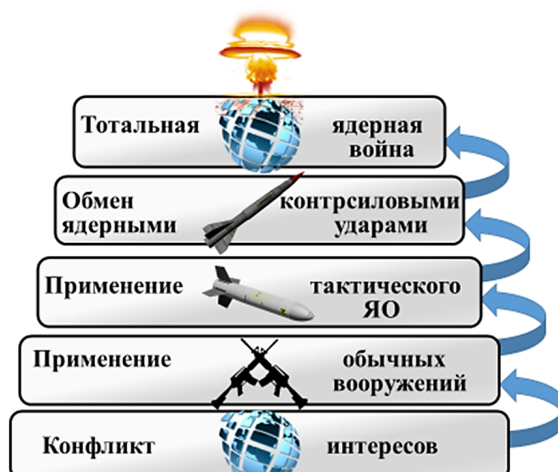 Тотальная ядерная
война
Обмен контрсиловыми
ядерными ударами
Применение тактического
ЯО
Применение обычных
вооружений
Конфликт интересов